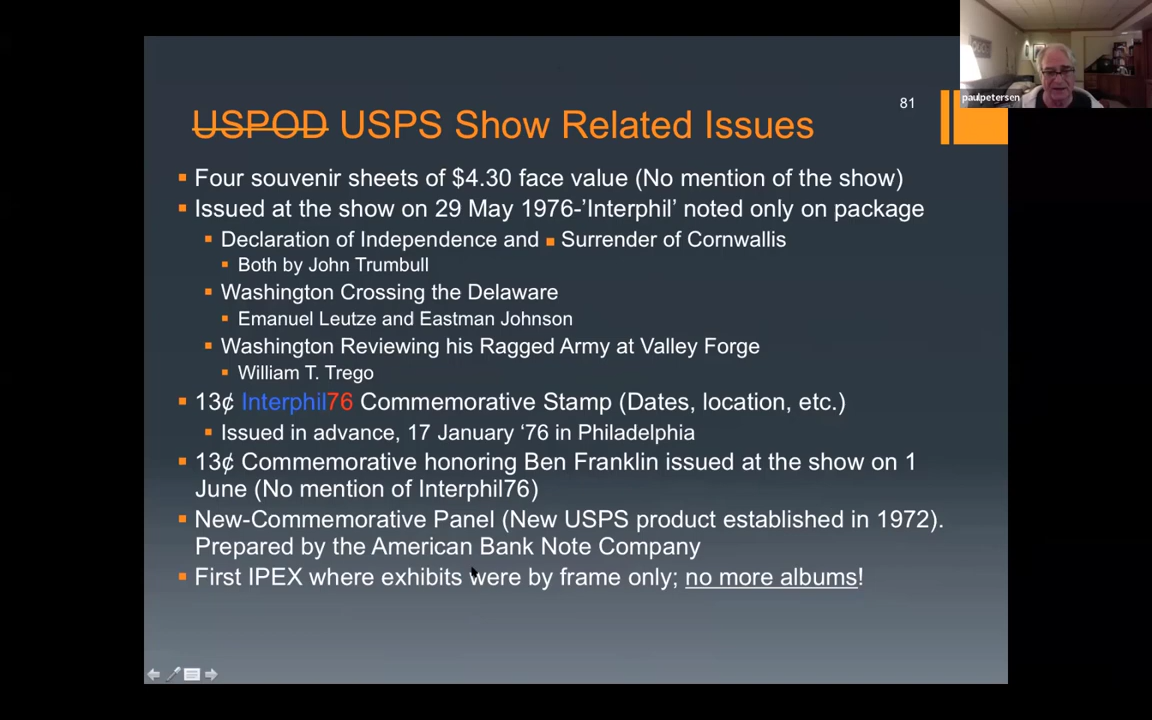 81
paulpetersen
USPOD USPS Show Related Issues
▪ Four souvenir sheets of $4.30 face value (No mention of the show)
▪ Issued at the show on 29 May 1976-’Interphil’ noted only on package
▪ Declaration of Independence and ▪ Surrender of Cornwallis
▪ Both by John Trumbull
▪ Washington Crossing the Delaware
▪ Emanuel Leutze and Eastman Johnson
▪ Washington Reviewing his Ragged Army at Valley Forge
▪ William T. Trego
▪ 13¢ Interphil76 Commemorative Stamp (Dates, location, etc.)
▪ Issued in advance, 17 January ‘76 in Philadelphia
▪ 13¢ Commemorative honoring Ben Franklin issued at the show on 1
June (No mention of Interphil76)
▪ New-Commemorative Panel (New USPS product established in 1972).
Prepared by the American Bank Note Company
▪ First IPEX where exhibits were by frame only; no more albums!